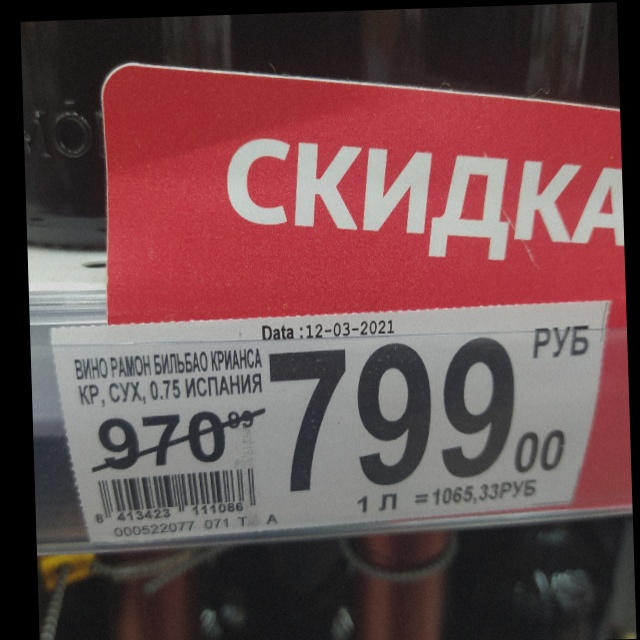 СКИДКА
Data :12-03-2021
ВИНО РАМОН БИЛЬБАО КРИАНСА
КР, СУХ, 0.75 ИСПАНИЯ
970 99
799 00
РУБ
1 Л =1065,33РУБ
8 413423 111086
000522077 071 T A